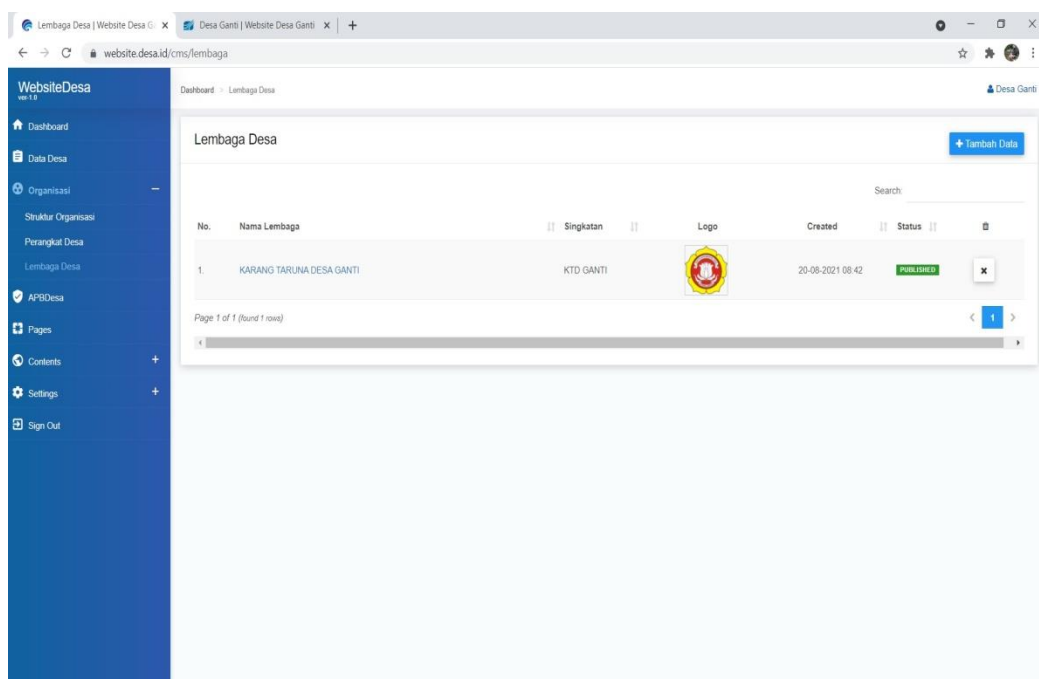 Lembaga Desa | Website Desa G
Desa Ganti | Website Desa Ganti
website.desa.id/cms/lembaga
WebsiteDesa
ver-1.0
Dashboard > Lembaga Desa
Desa Ganti
Dashboard
Data Desa
Organisasi
Struktur Organisasi
Perangkat Desa
Lembaga Desa
APBDesa
Pages
Contents
Settings
Sign Out
Lembaga Desa
+ Tambah Data
Search:
No. Nama Lembaga Singkatan Logo Created Status
1. KARANG TARUNA DESA GANTI KTD GANTI 20-08-2021 08:42 PUBLISHED
Page 1 of 1 (found 1 rows)
< 1 >